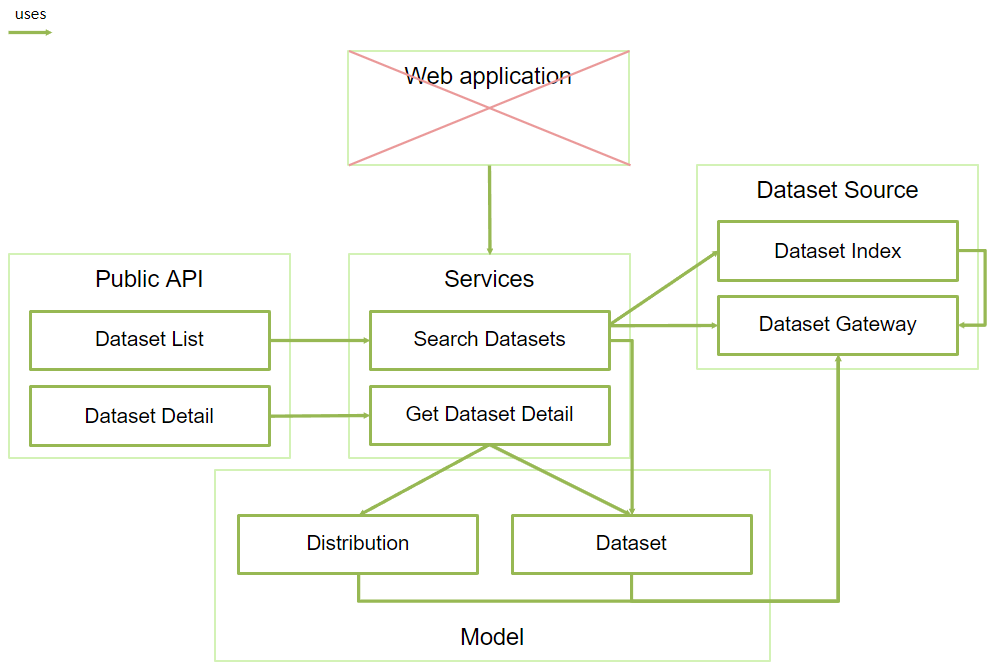 uses
Web application
Dataset Source
Dataset Index
Dataset Gateway
Public API
Dataset List
Dataset Detail
Services
Search Datasets
Get Dataset Detail
Distribution
Dataset
Model